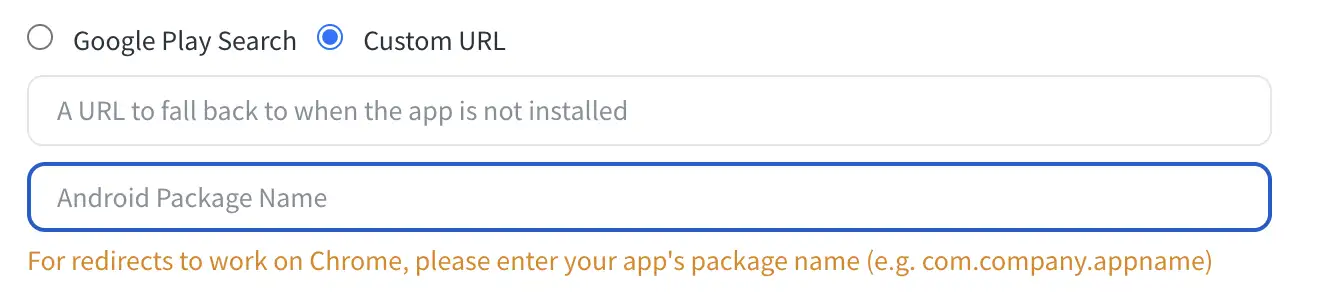 Google Play Search Custom URL
A URL to fall back to when the app is not installed
Android Package Name
For redirects to work on Chrome, please enter your app's package name (e.g. com.company.appname)